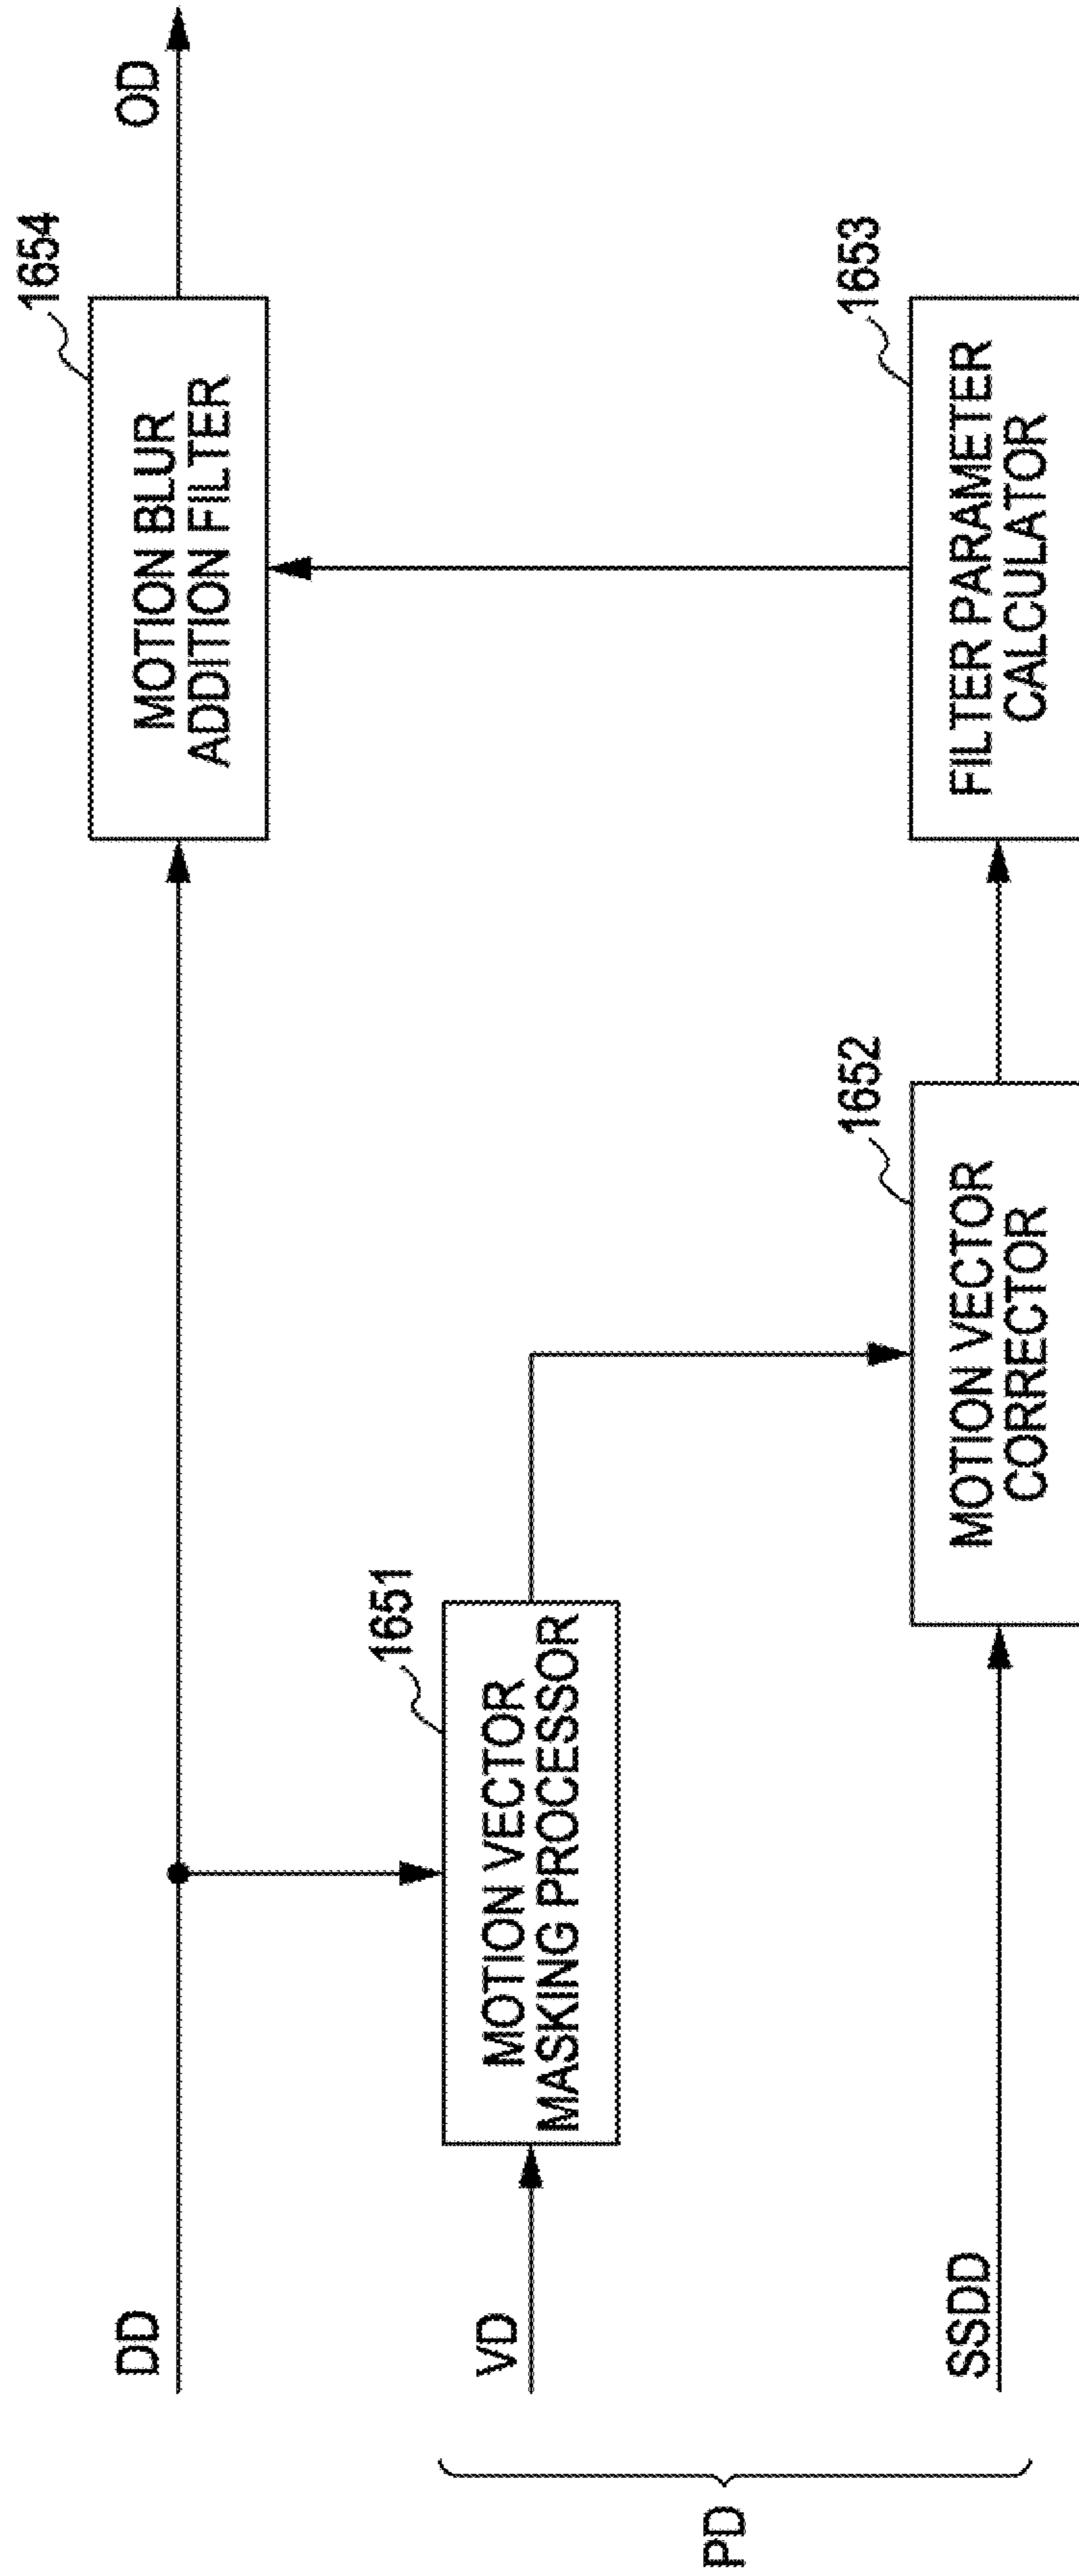 DD
1654
MOTION BLUR
ADDITION FILTER
OD
PD
VD
1651
MOTION VECTOR
MASKING PROCESSOR
SSDD
1652
MOTION VECTOR
CORRECTOR
1653
FILTER PARAMETER
CALCULATOR